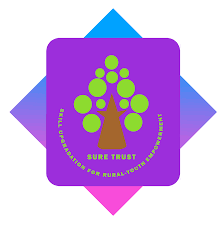 SURE TRUST
SKILL UPGRADATION FOR RURAL-YOUTH EMPOWERMENT